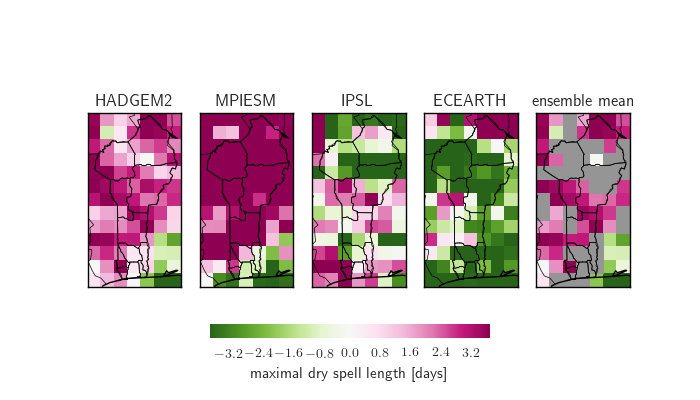 HADGEM2 MPIESM IPSL ECEARTH ensemble mean
−3.2 −2.4 −1.6 −0.8 0.0 0.8 1.6 2.4 3.2
maximal dry spell length [days]